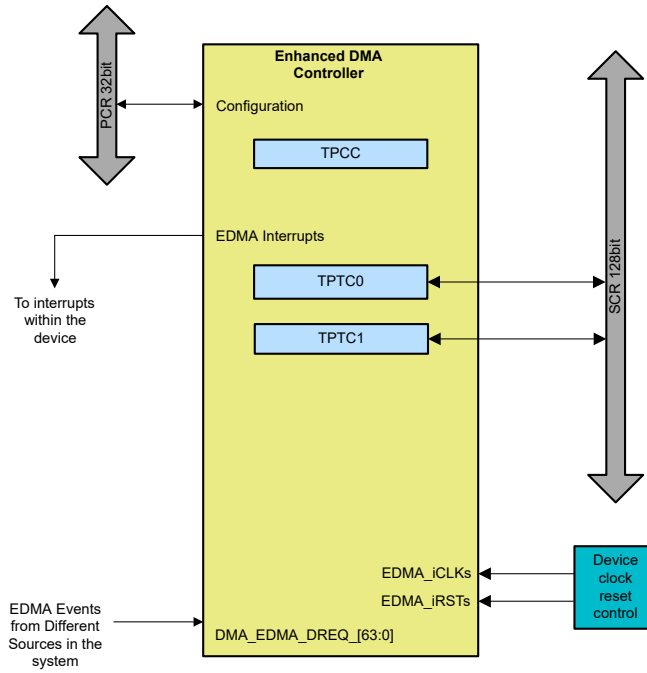 Enhanced DMA
Controller
PCR 32bit
Configuration
TPCC
EDMA Interrupts
To interrupts
within the
device
TPTC0
TPTC1
SCR 128bit
EDMA_iCLKs
EDMA_iRSTs
Device
clock
reset
control
EDMA Events
from Different
Sources in the
system
DMA_EDMA_DREQ_[63:0]